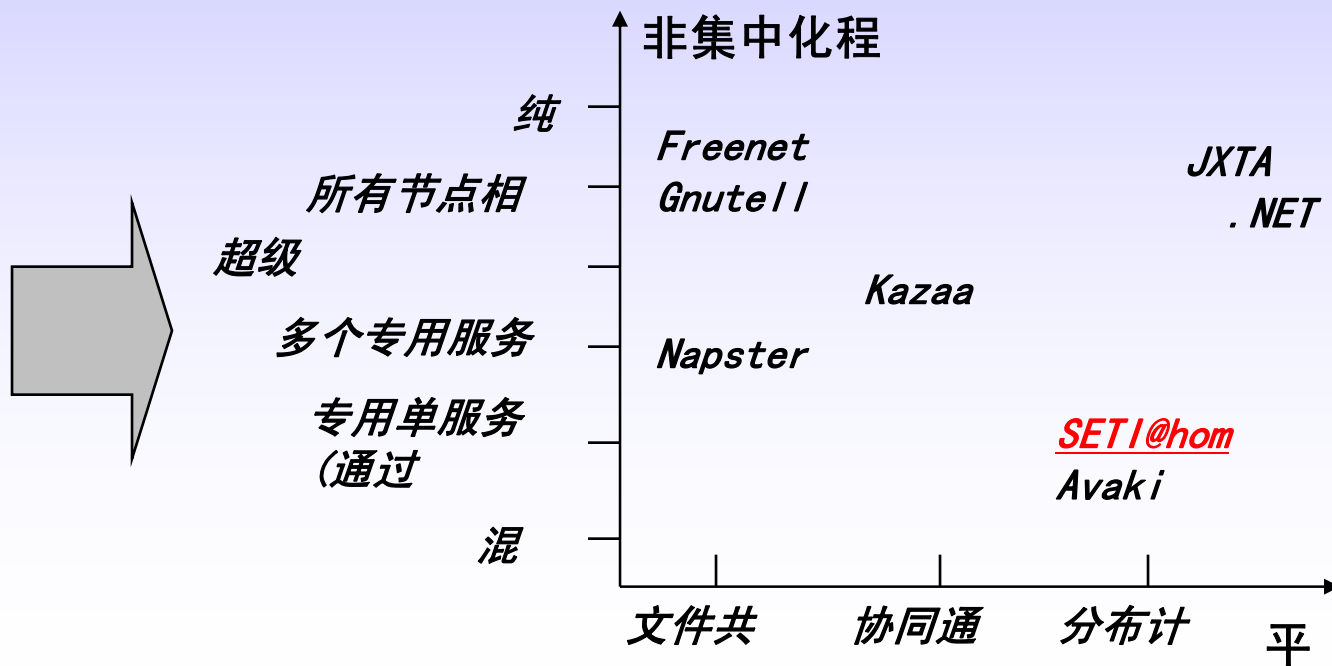 非集中化程
纯
Freenet
JXTA
所有节点相
Gnutell
.NET
超级
Kazaa
多个专用服务
Napster
专用单服务
(通过
SETI@hom
Avaki
混
文件共
协同通
分布计
平